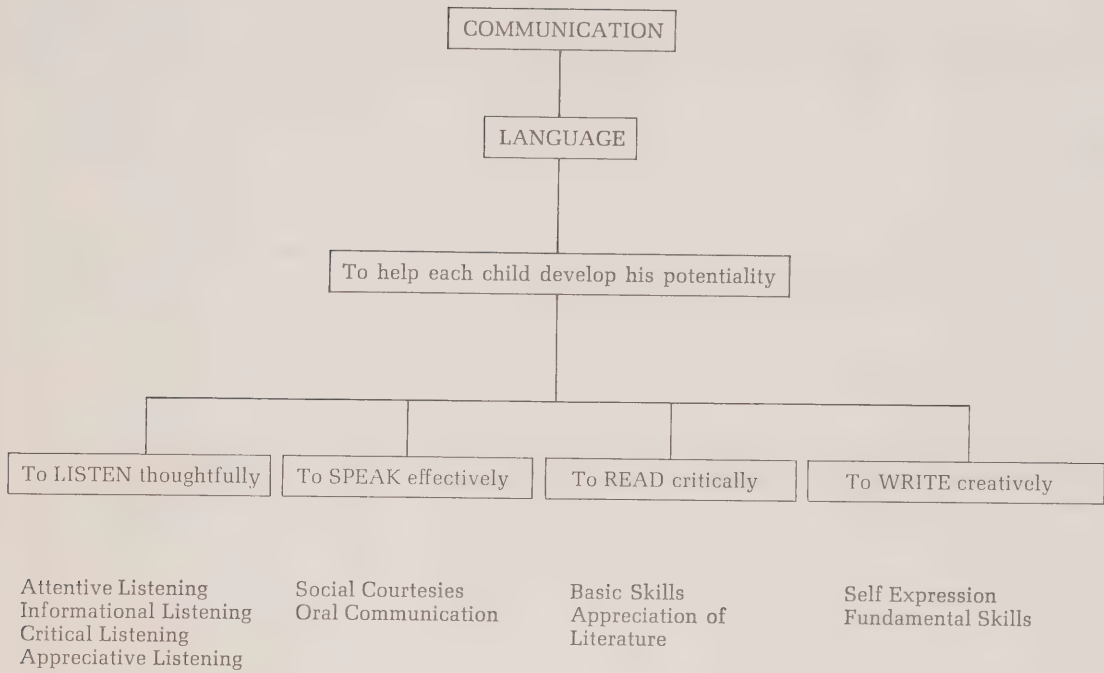 COMMUNICATION
LANGUAGE
To help each child develop his potentiality
To LISTEN thoughtfully
To SPEAK effectively
To READ critically
To WRITE creatively
Attentive Listening
Informational Listening
Critical Listening
Appreciative Listening
Social Courtesies
Oral Communication
Basic Skills
Appreciation of
Literature
Self Expression
Fundamental Skills